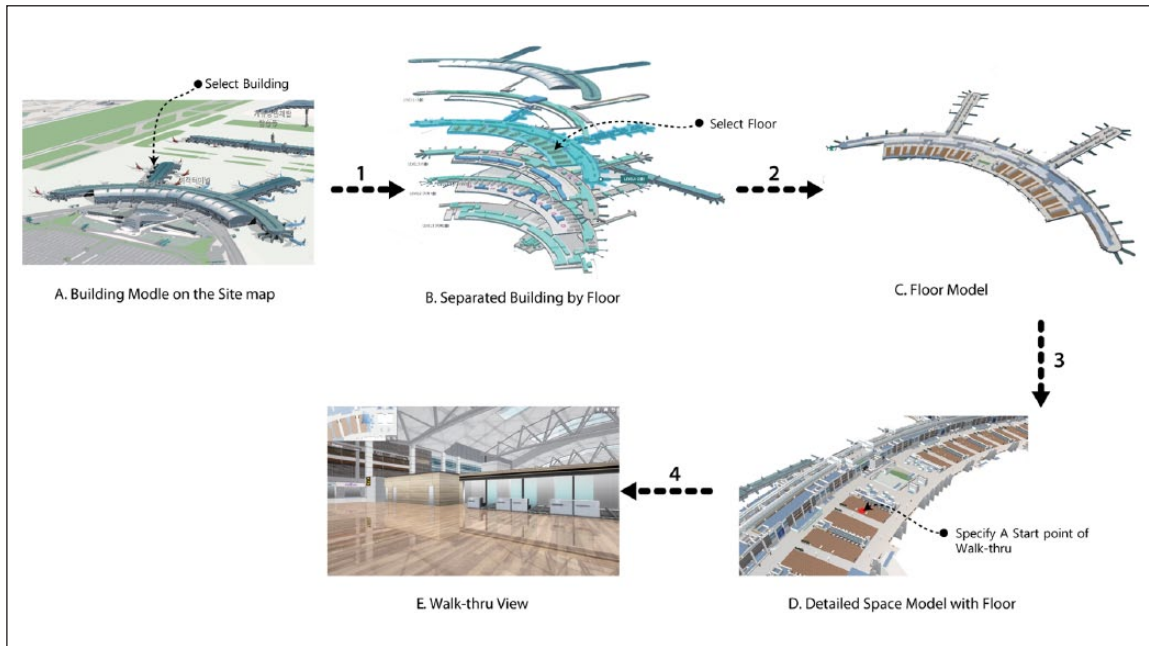 Select Building
1
Select Floor
2
A. Building Modle on the Site map
B. Separated Building by Floor
C. Floor Model
3
4
Specify A Start point of
Walk-thru
E. Walk-thru View
D. Detailed Space Model with Floor